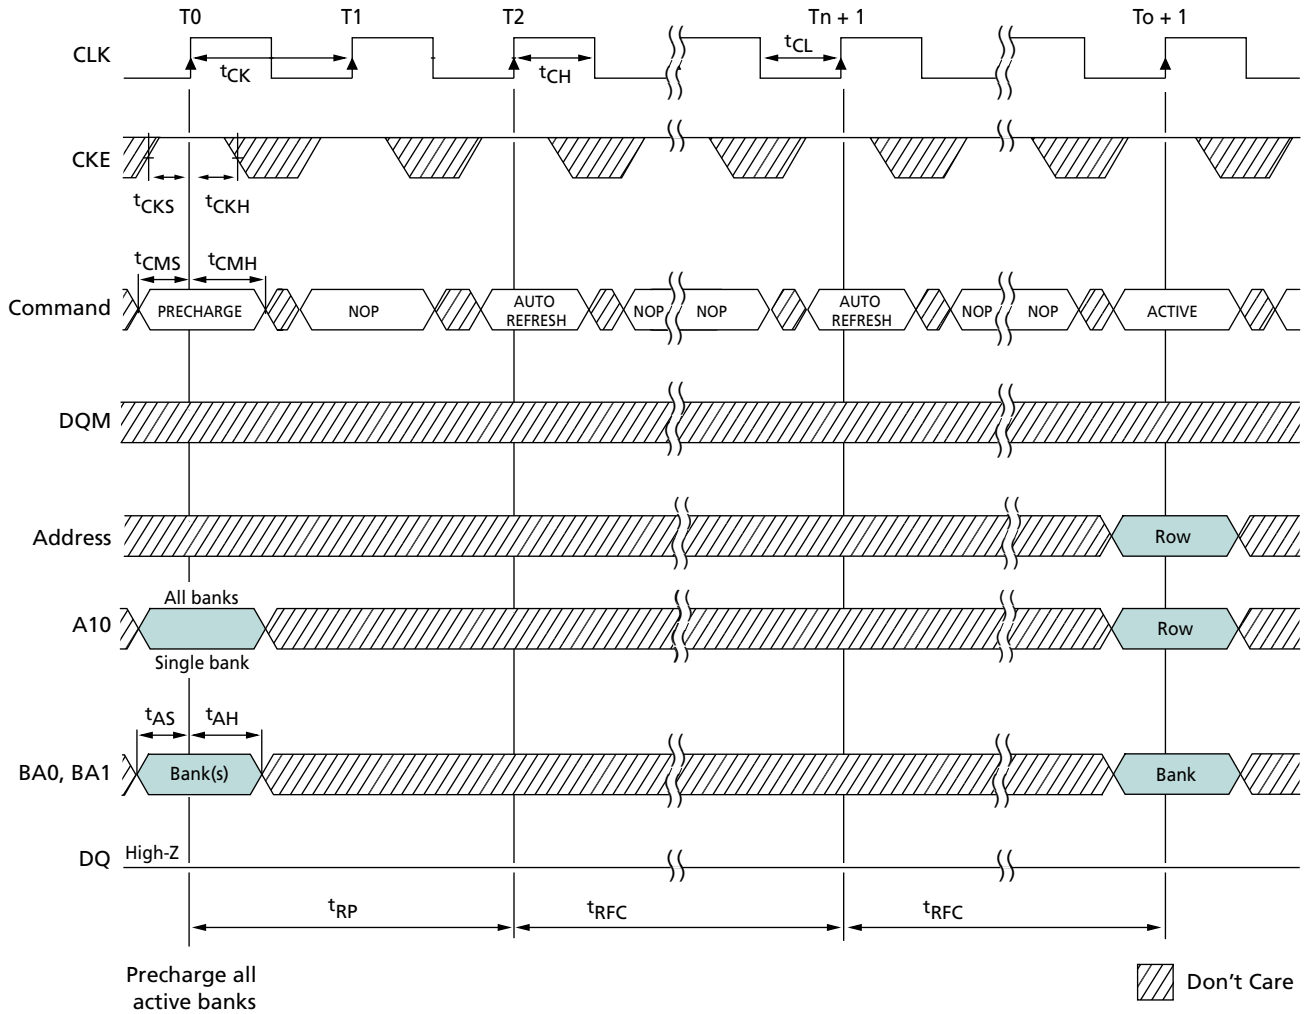 T0 T1 T2 Tn + 1 To + 1
CLK
tCK tCH tCL
CKE
tCKS tCKH
tCMS tCMH
Command PRECHARGE NOP AUTO REFRESH NOP NOP AUTO REFRESH NOP NOP ACTIVE
DQM
Address Row
All banks
A10 Row
Single bank
tAS tAH
BA0, BA1 Bank(s) Bank
DQ High-Z
tRP tRFC tRFC
Precharge all
active banks
Don't Care